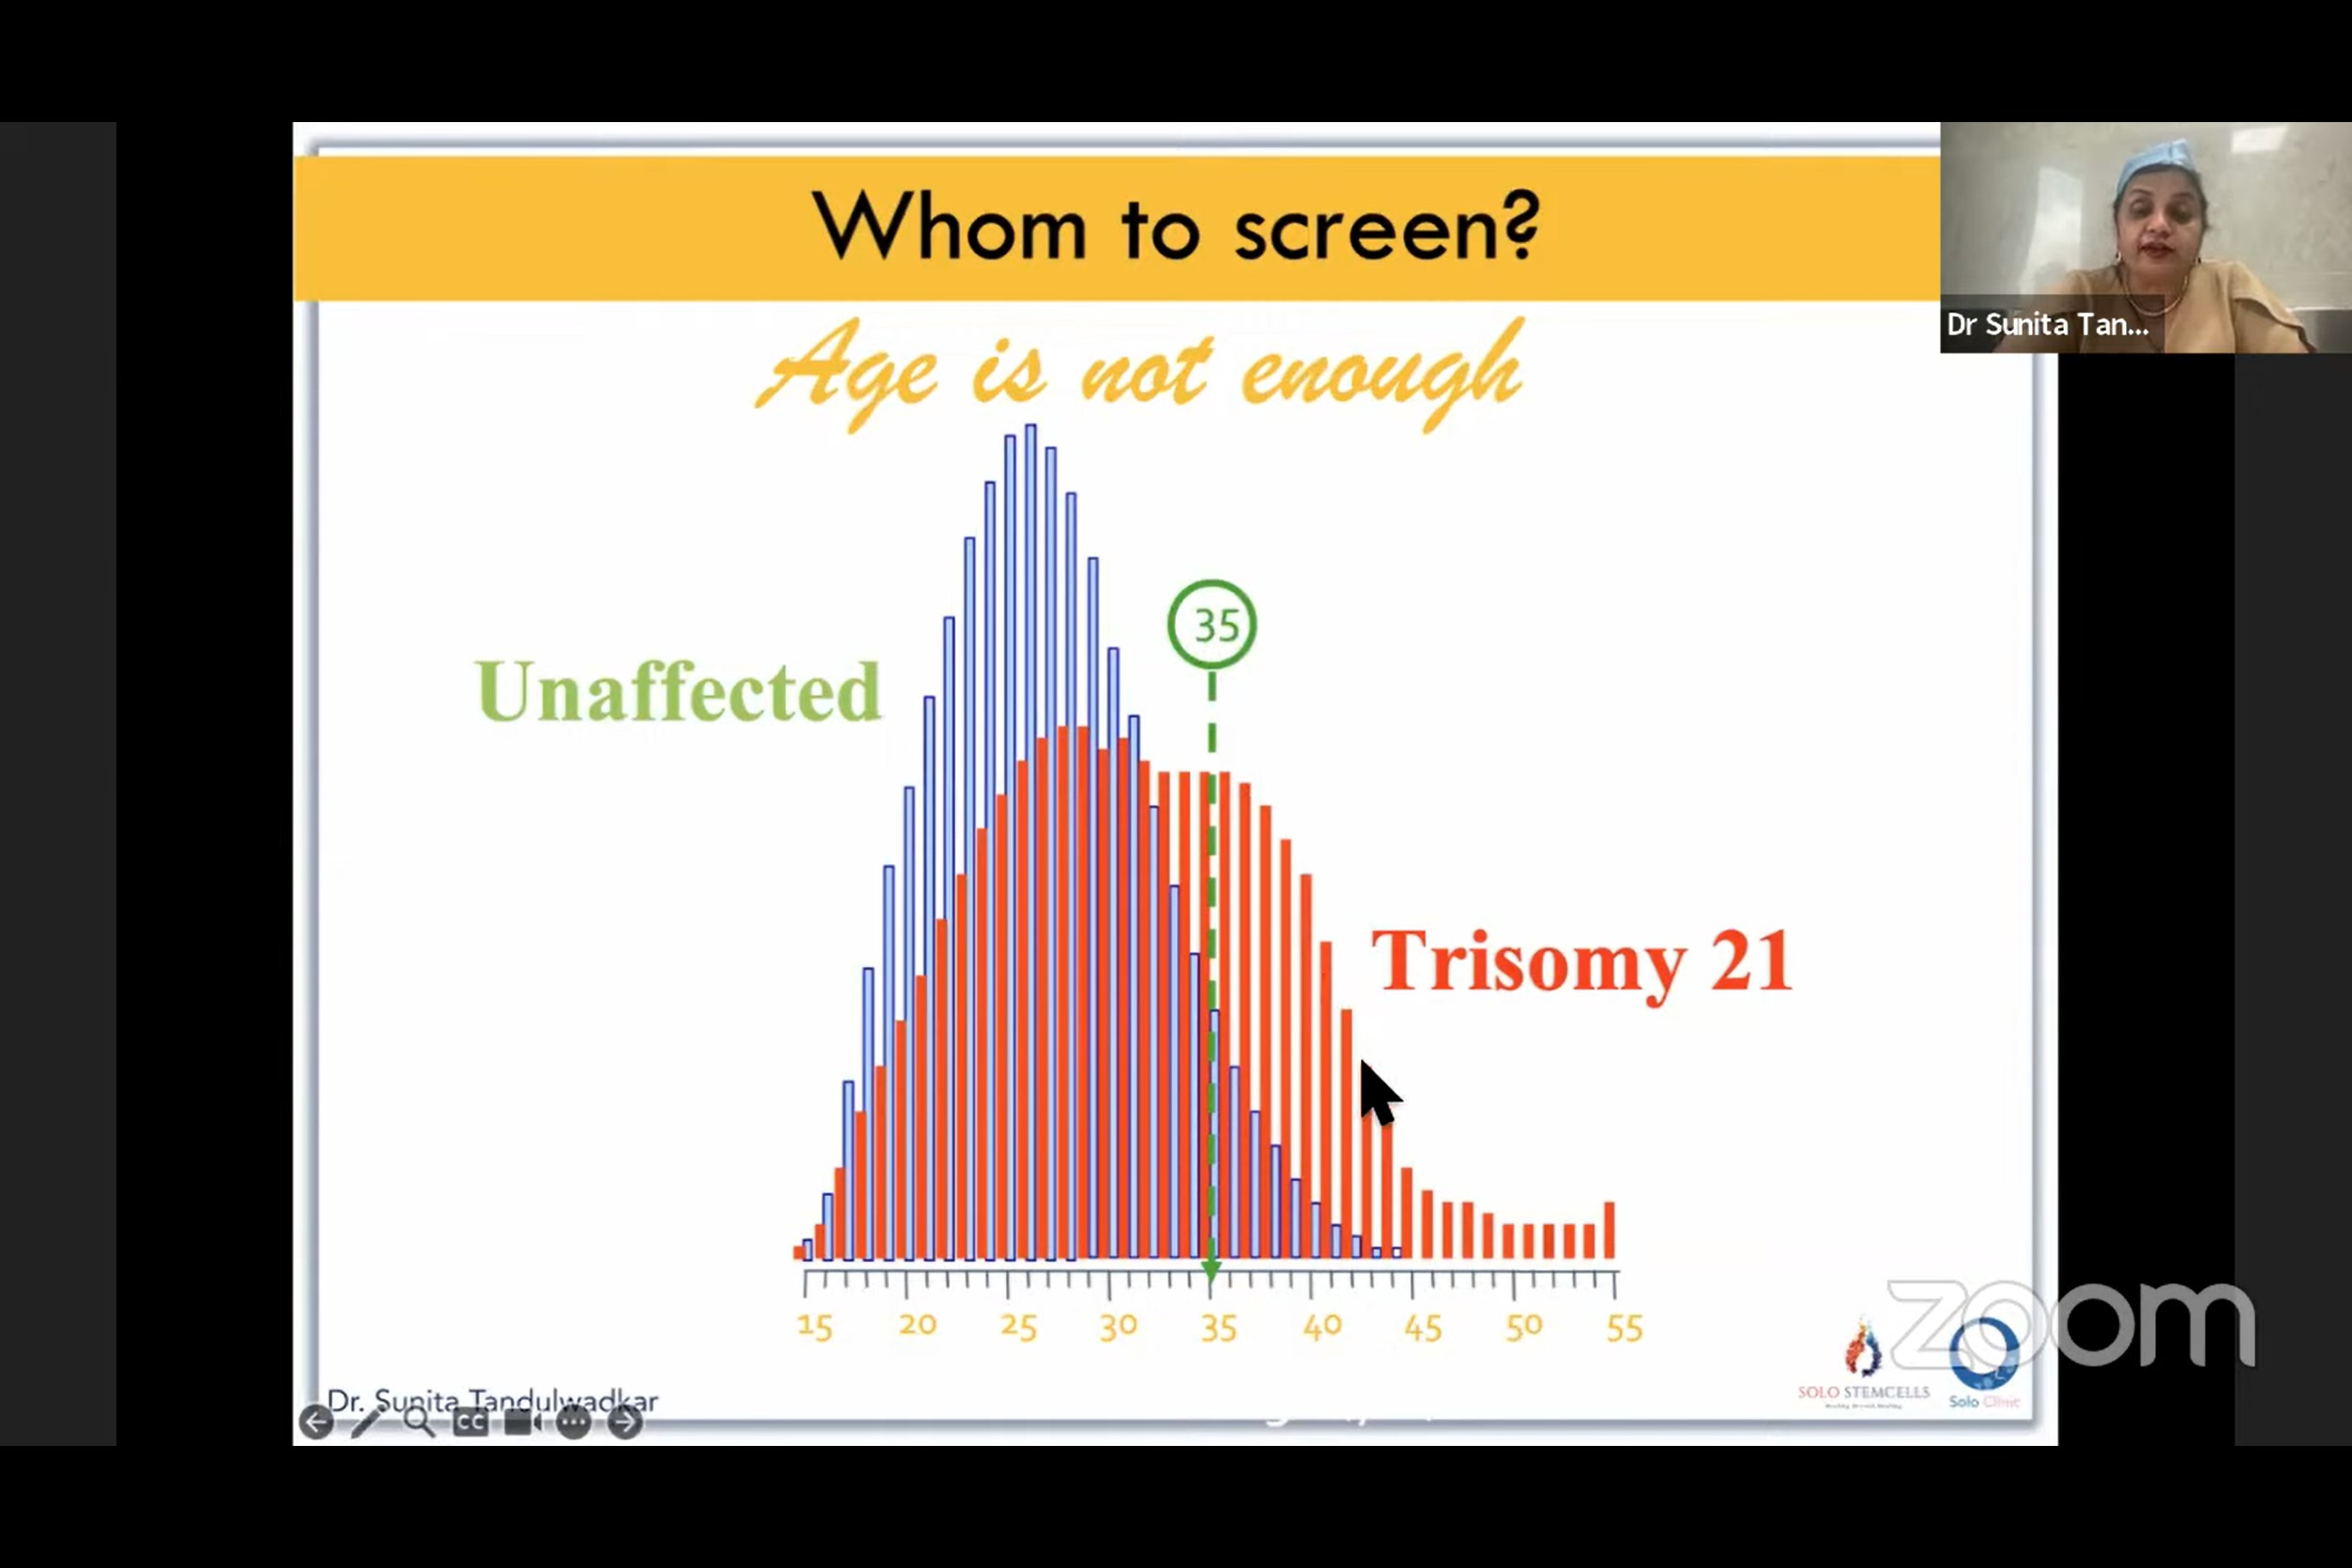 Whom to screen?
Dr Sunita Tan...
Age is not enough
35
Unaffected
Trisomy 21
15 20 25 30 35 40 45 50 55
zoom
SOLO STEMCELLS
Solo Clinic
Dr. Sunita Tandulwadkar
CC